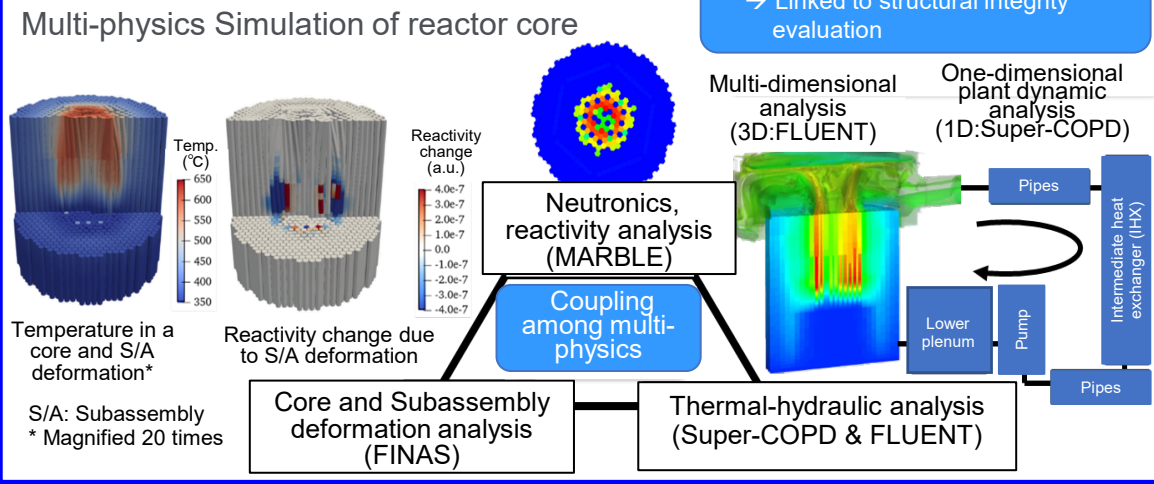 → Linked to structural integrity
evaluation
Multi-physics Simulation of reactor core
Multi-dimensional
analysis
(3D:FLUENT)
One-dimensional
plant dynamic
analysis
(1D:Super-COPD)
Temp.
(℃)
650
600
550
500
450
400
350
Reactivity
change
(a.u.)
4.0e-7
3.0e-7
2.0e-7
1.0e-7
0.0
-1.0e-7
-2.0e-7
-3.0e-7
-4.0e-7
Neutronics,
reactivity analysis
(MARBLE)
Pipes
Intermediate heat
exchanger (IHX)
Lower
plenum
Pump
Pipes
Coupling
among multi-
physics
Temperature in a
core and S/A
deformation*
Reactivity change due
to S/A deformation
S/A: Subassembly
* Magnified 20 times
Core and Subassembly
deformation analysis
(FINAS)
Thermal-hydraulic analysis
(Super-COPD & FLUENT)